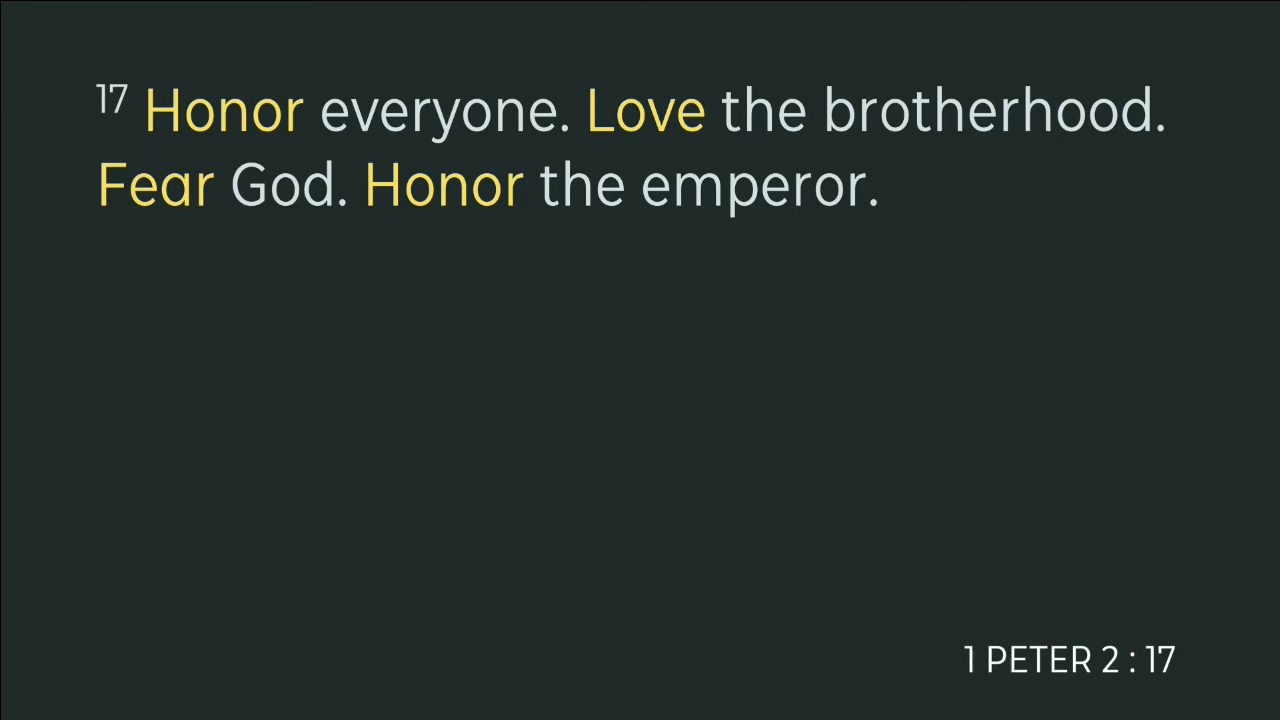 17 Honor everyone. Love the brotherhood.
Fear God. Honor the emperor.
1 PETER 2 : 17